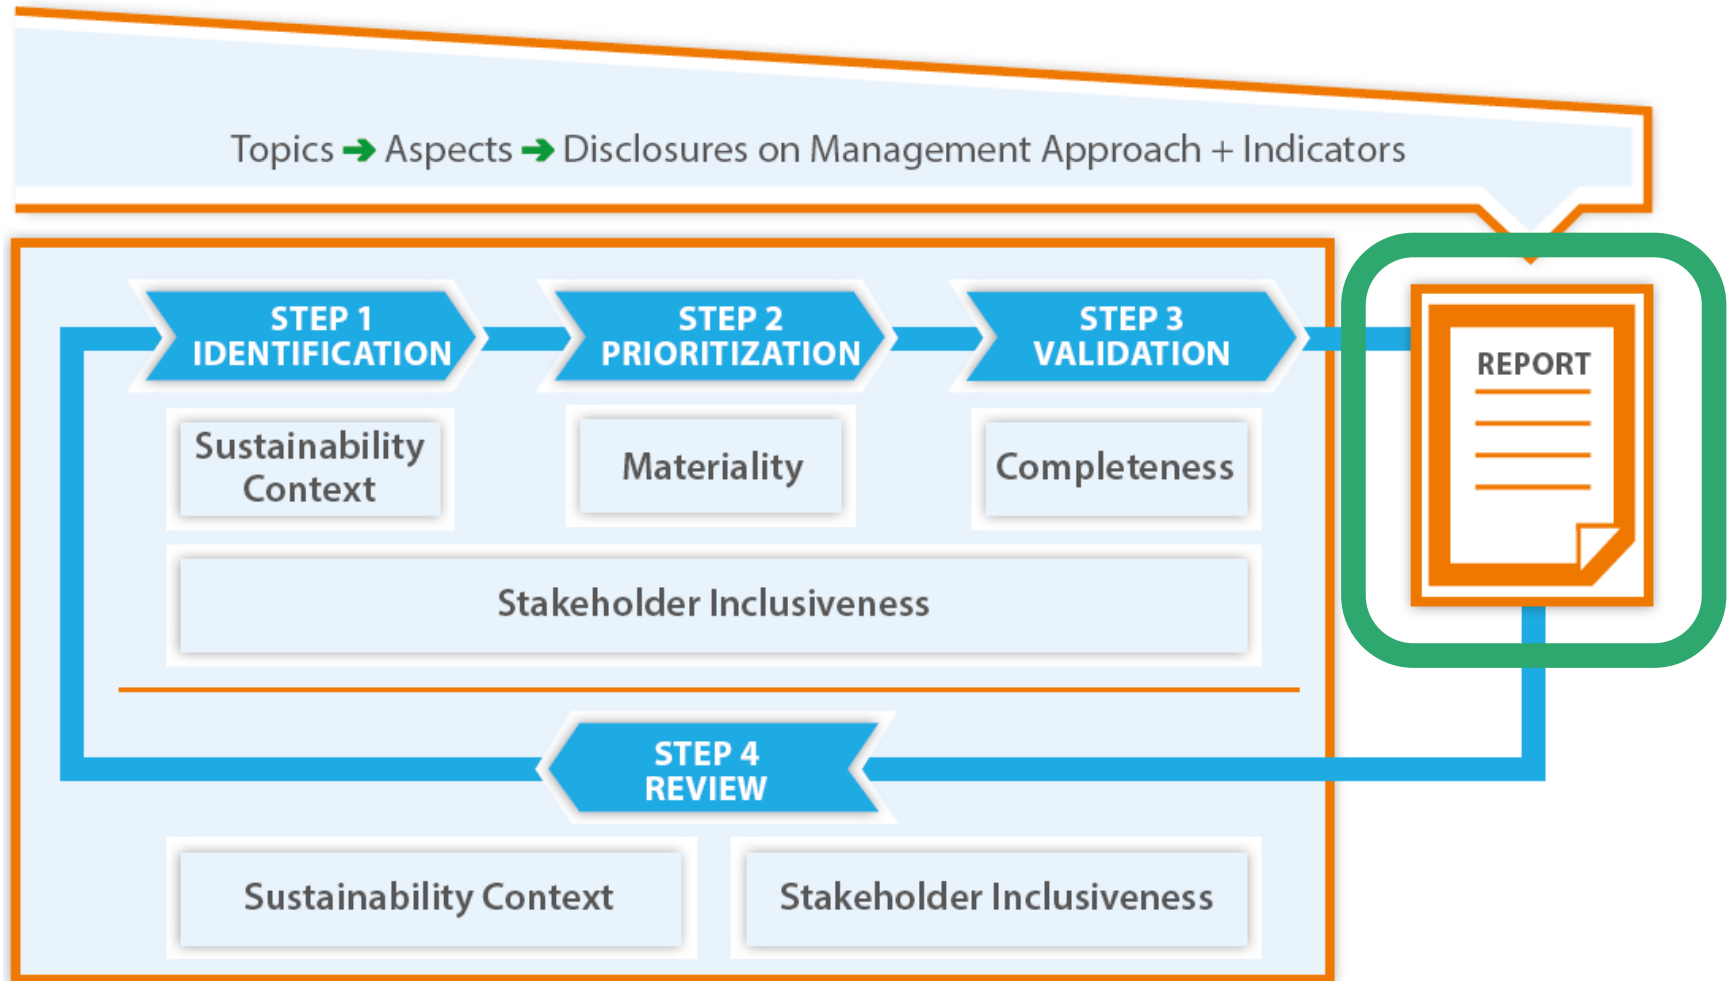 Topics ➔ Aspects ➔ Disclosures on Management Approach + Indicators
STEP 1
IDENTIFICATION
STEP 2
PRIORITIZATION
STEP 3
VALIDATION
REPORT
Sustainability
Context
Materiality
Completeness
Stakeholder Inclusiveness
STEP 4
REVIEW
Sustainability Context
Stakeholder Inclusiveness